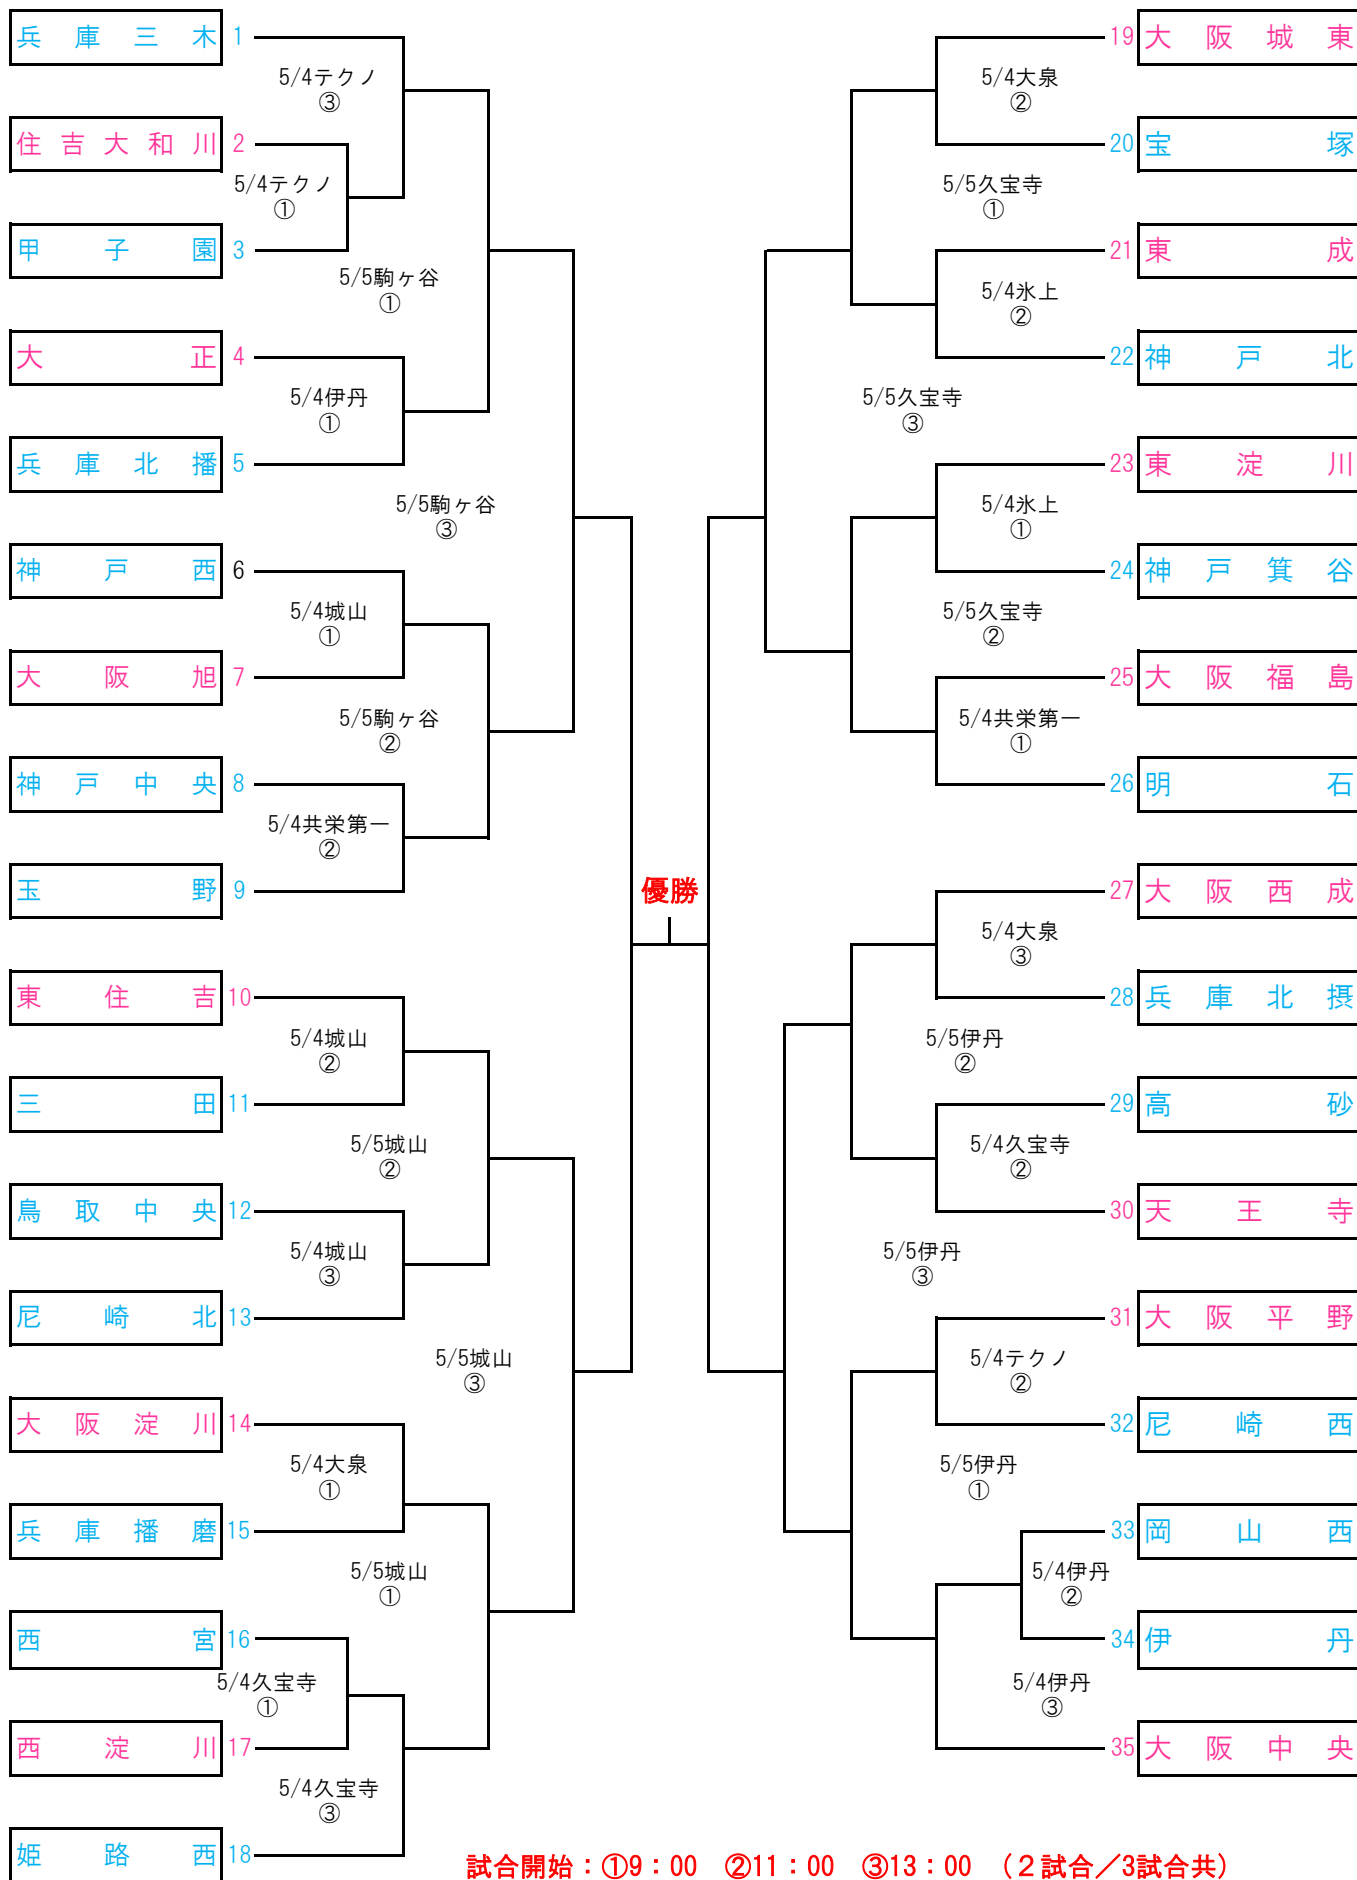 兵庫三木 1
5/4テクノ
③
住吉大和川 2
5/4テクノ
①
甲子園 3
5/5駒ヶ谷
①
大正 4
5/4伊丹
①
兵庫北播 5
5/5駒ヶ谷
③
神戸西 6
5/4城山
①
大阪旭 7
5/5駒ヶ谷
②
神戸中央 8
5/4共栄第一
②
玉野 9
東住吉 10
5/4城山
②
三田 11
5/5城山
②
鳥取中央 12
5/4城山
③
尼崎北 13
5/5城山
③
大阪淀川 14
5/4大泉
①
兵庫播磨 15
5/5城山
①
西宮 16
5/4久宝寺
①
西淀川 17
5/4久宝寺
③
姫路西 18
優勝
19 大阪城東
5/4大泉
②
20 宝塚
5/5久宝寺
①
21 東成
5/4氷上
②
22 神戸北
5/5久宝寺
③
23 東淀川
5/4氷上
①
24 神戸箕谷
5/5久宝寺
②
25 大阪福島
5/4共栄第一
①
26 明石
27 大阪西成
5/4大泉
③
28 兵庫北摂
5/5伊丹
②
29 高砂
5/4久宝寺
②
30 天王寺
5/5伊丹
③
31 大阪平野
5/4テクノ
②
32 尼崎西
5/5伊丹
①
33 岡山西
5/4伊丹
②
34 伊丹
5/4伊丹
③
35 大阪中央
試合開始：①9：00　②11：00　③13：00　（２試合／3試合共）